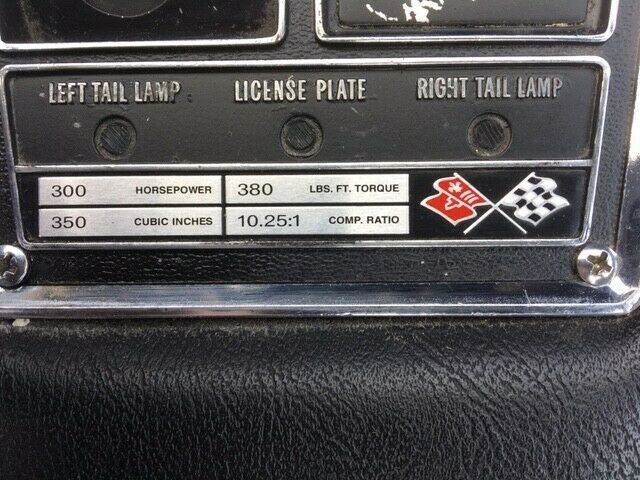 LEFT TAIL LAMP LICENSE PLATE RIGHT TAIL LAMP
300 HORSEPOWER 380 LBS. FT. TORQUE
350 CUBIC INCHES 10.25:1 COMP. RATIO